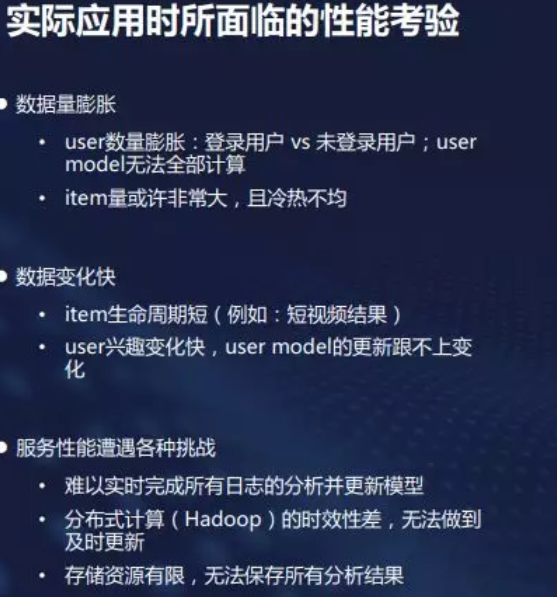 实际应用时所面临的性能考验
数据量膨胀
user数量膨胀：登录用户 vs 未登录用户；user
model无法全部计算
item量或许非常大，且冷热不均
数据变化快
item生命周期短（例如：短视频结果）
user兴趣变化快，user model的更新跟不上变
化
服务性能遭遇各种挑战
难以实时完成所有日志的分析并更新模型
分布式计算（Hadoop）的时效性差，无法做到
及时更新
存储资源有限，无法保存所有分析结果